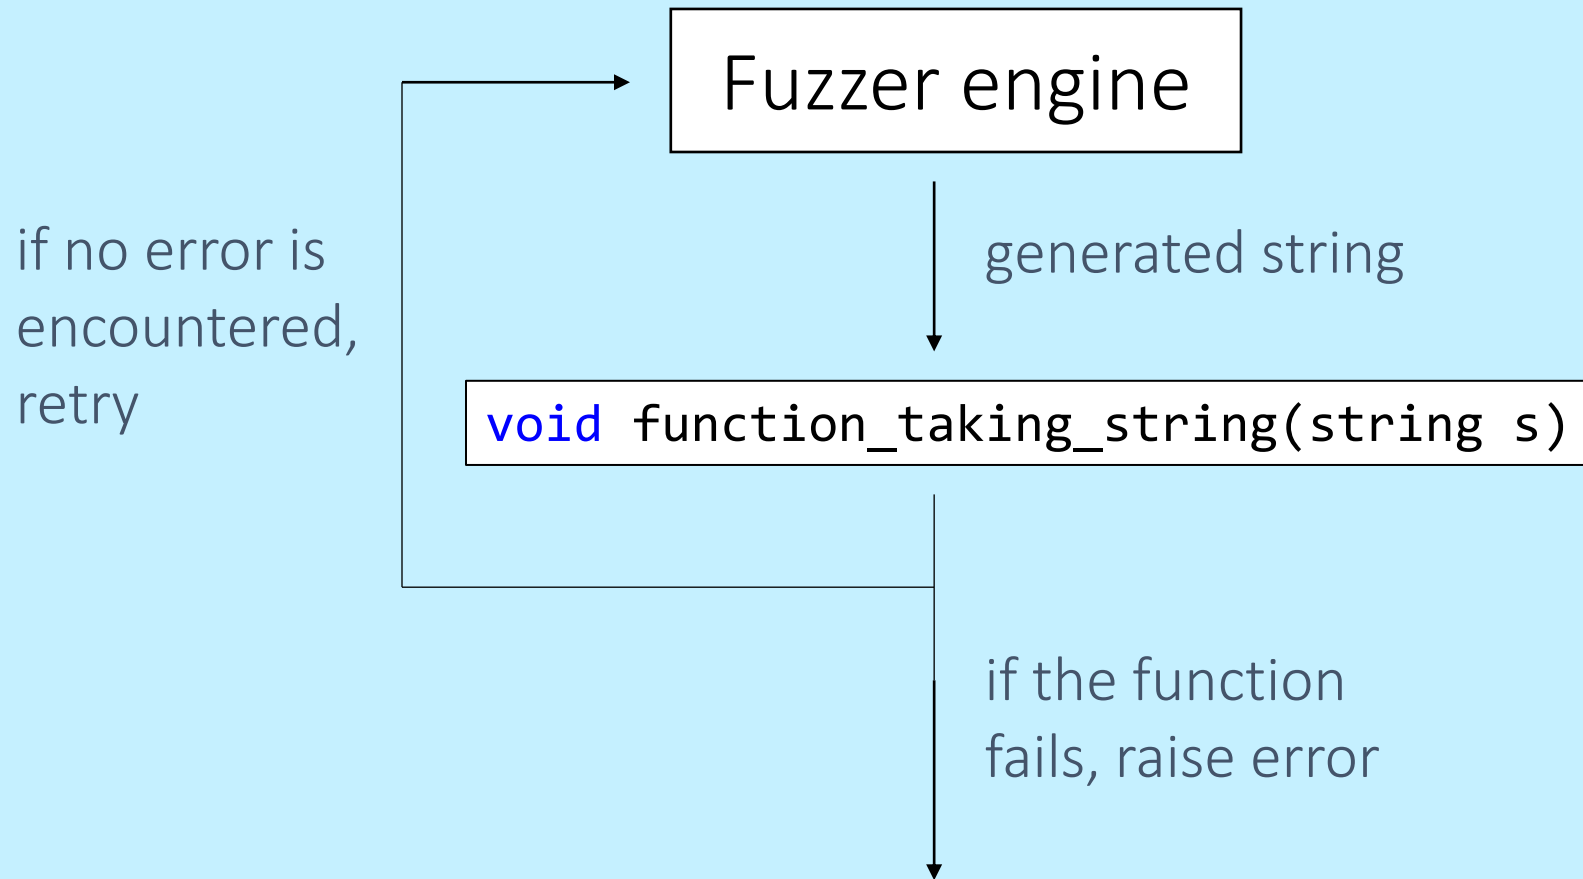 Fuzzer engine
if no error is
encountered,
retry
generated string
void function_taking_string(string s)
if the function
fails, raise error